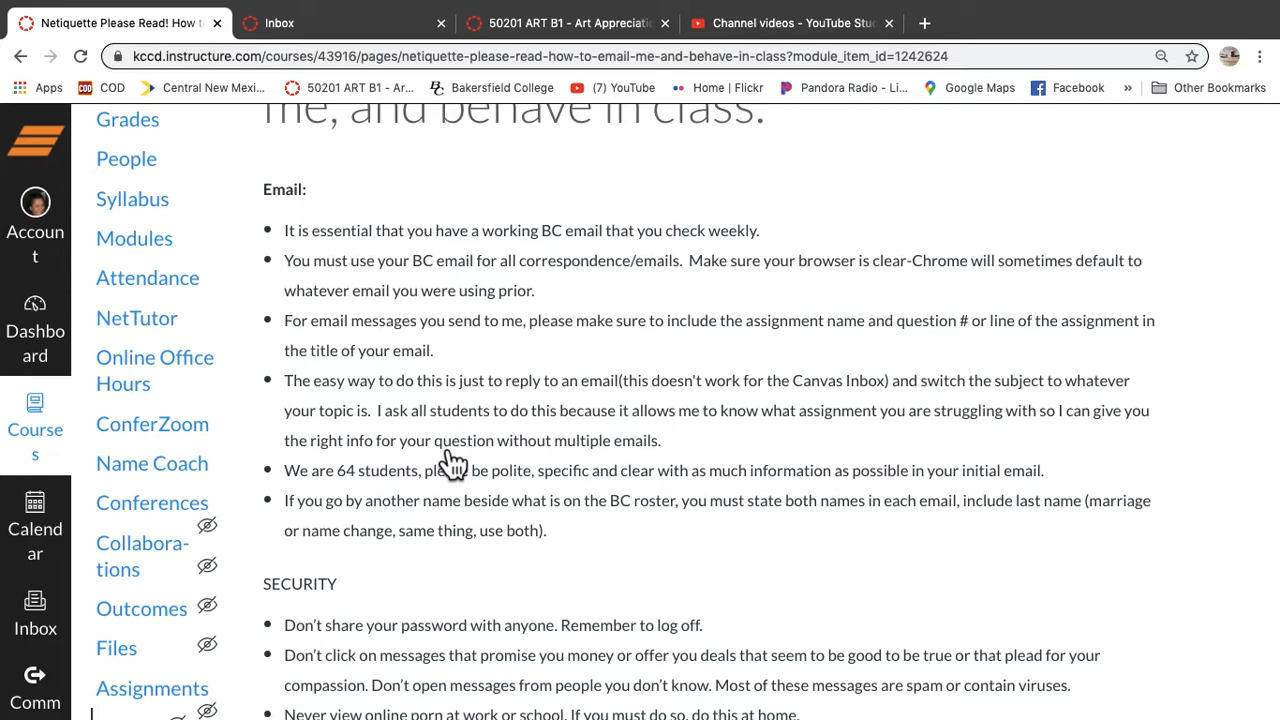 Netiquette Please Read! How t
Inbox
50201 ART B1 - Art Appreciatio
Channel videos - YouTube Stu
kccd.instructure.com/courses/43916/pages/netiquette-please-read-how-to-email-me-and-behave-in-class?module_item_id=1242624
Apps
COD
Central New Mexi...
50201 ART B1 - Ar...
Bakersfield College
(7) YouTube
Home | Flickr
Pandora Radio - Li...
Google Maps
Facebook
»
Other Bookmarks
Account
Dashboard
Courses
Calendar
Inbox
Comm
Grades
People
Syllabus
Modules
Attendance
NetTutor
Online Office
Hours
ConferZoom
Name Coach
Conferences
Collabora-
tions
Outcomes
Files
Assignments
me, and behave in class.
Email:
It is essential that you have a working BC email that you check weekly.
You must use your BC email for all correspondence/emails. Make sure your browser is clear-Chrome will sometimes default to
whatever email you were using prior.
For email messages you send to me, please make sure to include the assignment name and question # or line of the assignment in
the title of your email.
The easy way to do this is just to reply to an email(this doesn't work for the Canvas Inbox) and switch the subject to whatever
your topic is. I ask all students to do this because it allows me to know what assignment you are struggling with so I can give you
the right info for your question without multiple emails.
We are 64 students, please be polite, specific and clear with as much information as possible in your initial email.
If you go by another name beside what is on the BC roster, you must state both names in each email, include last name (marriage
or name change, same thing, use both).
SECURITY
Don't share your password with anyone. Remember to log off.
Don't click on messages that promise you money or offer you deals that seem to be good to be true or that plead for your
compassion. Don't open messages from people you don't know. Most of these messages are spam or contain viruses.
Never view online porn at work or school. If you must do so, do this at home.